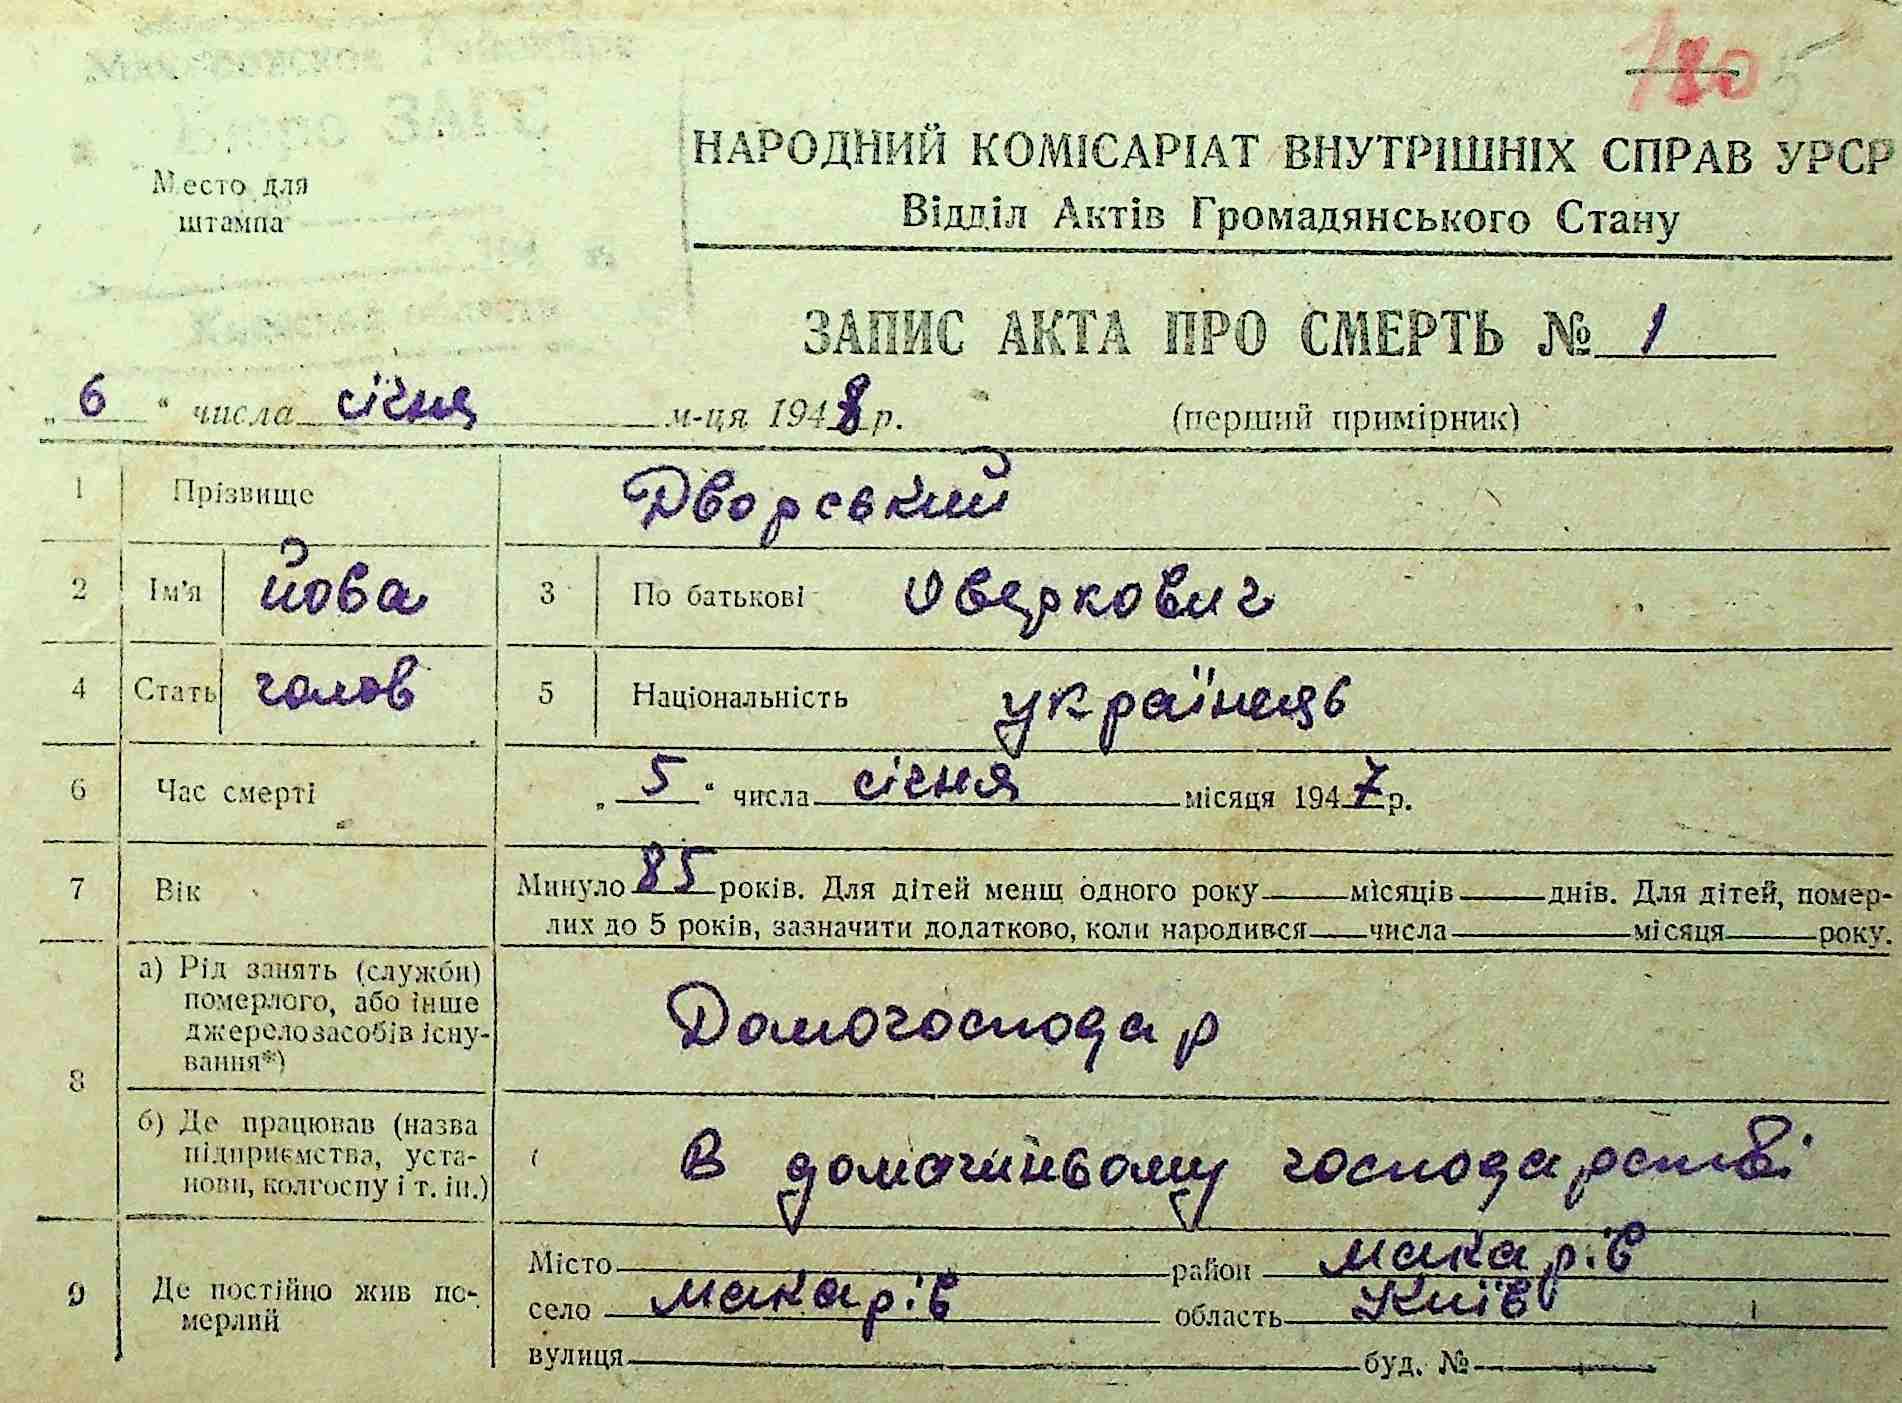 180
Бюро ЗАГС
Место для
штампа
НАРОДНИЙ КОМІСАРІАТ ВНУТРІШНІХ СПРАВ УРСР
Відділ Актів Громадянського Стану
ЗАПИС АКТА ПРО СМЕРТЬ № 1
„ 6 “ числа січня м-ця 1948 р. (перший примірник)
1 Прізвище Дворський
2 Ім'я Йова 3 По батькові Оверкович
4 Стать чолов 5 Національність українець
6 Час смерті „ 5 “ числа січня місяця 1947 р.
7 Вік Минуло 85 років. Для дітей менш одного року місяців днів. Для дітей, помер-
лих до 5 років, зазначити додатково, коли народився числа місяця року.
8 а) Рід занять (служби)
померлого, або інше
джерело засобів існу-
вання*) Домогосподар
б) Де працював (назва
підприємства, уста-
нови, колгоспу і т. ін.) В домашньому господарстві
9 Де постійно жив по-
мерлий
Місто район Макарів
село Макарів область Київ
вулиця буд. №